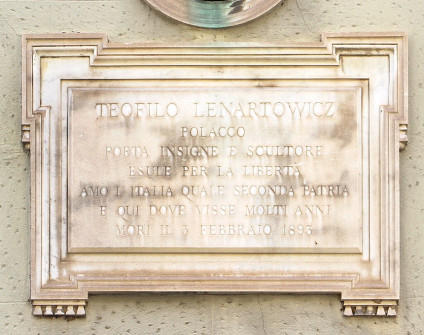 TEOFILO LENARTOWICZ
POLACCO
POETA INSIGNE E SCULTORE
ESULE PER LA LIBERTÀ
AMÒ L'ITALIA QUALE SECONDA PATRIA
E QUI DOVE VISSE MOLTI ANNI
MORÌ IL 3 FEBBRAIO 1893